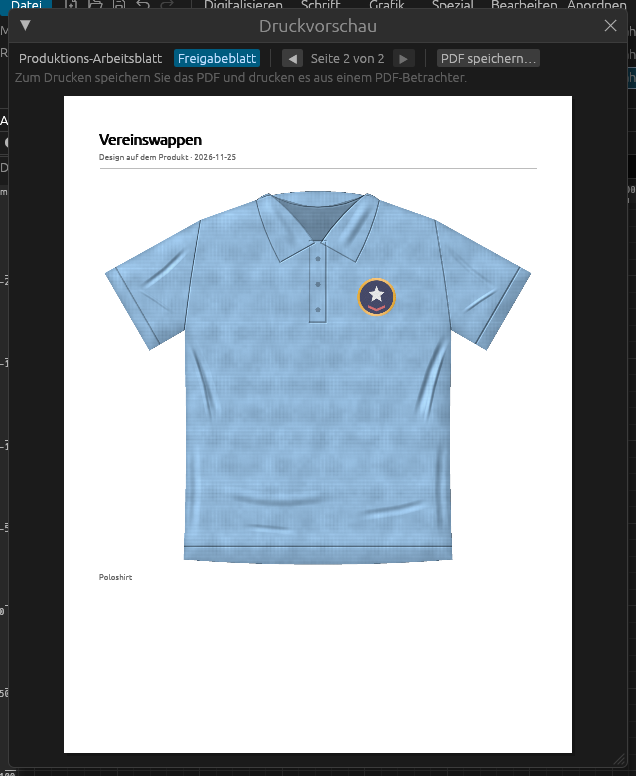 Datei Digitalisieren Schrift Grafik Spezial Bearbeiten Anordnen
Druckvorschau
Produktions-Arbeitsblatt Freigabeblatt Seite 2 von 2 PDF speichern...
Zum Drucken speichern Sie das PDF und drucken es aus einem PDF-Betrachter.
Vereinswappen
Design auf dem Produkt · 2026-11-25
Poloshirt